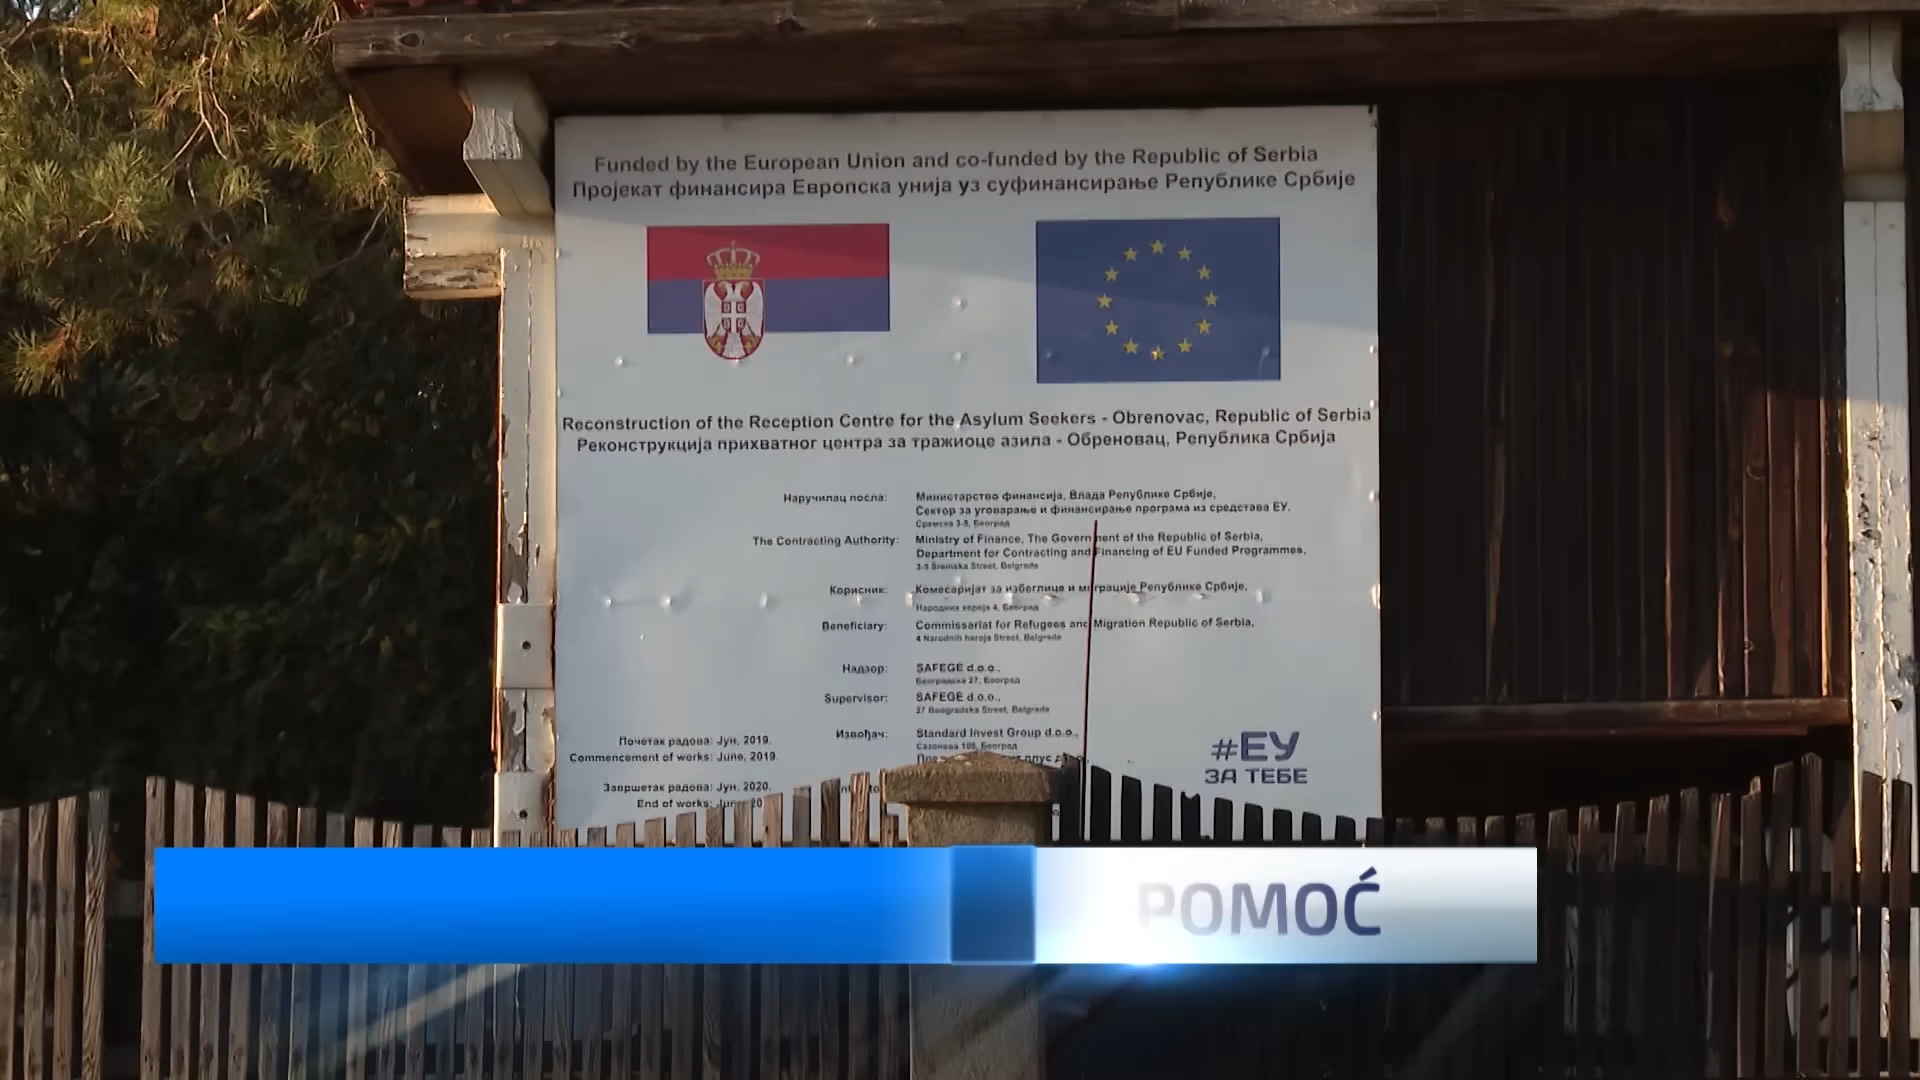 Funded by the European Union and co-funded by the Republic of Serbia
Пројекат финансира Европска унија уз суфинансирање Републике Србије
Reconstruction of the Reception Centre for the Asylum Seekers - Obrenovac, Republic of Serbia
Реконструкција прихватног центра за тражиоце азила - Обреновац, Република Србија
Наручилац посла: Министарство финансија, Влада Републике Србије,
Сектор за уговарање и финансирање програма из средстава ЕУ.
Сремска 3-5, Београд
The Contracting Authority: Ministry of Finance, The Government of the Republic of Serbia,
Department for Contracting and Financing of EU Funded Programmes,
3-5 Sremska Street, Belgrade
Корисник: Комесаријат за избеглице и миграције Републике Србије,
Народних хероја 4, Београд
Beneficiary: Commissariat for Refugees and Migration Republic of Serbia,
4 Narodnih heroja Street, Belgrade
Надзор: SAFEGE d.o.o.,
Београдска 27, Београд
Supervisor: SAFEGE d.o.o.,
27 Beogradska Street, Belgrade
Извођач: Standard Invest Group d.o.o.,
Сазонова 105, Београд
плус
Почетак радова: Јун, 2019.
Commencement of works: June, 2019.
Завршетак радова: Јун, 2020.
End of works:
#ЕУ
ЗА ТЕБЕ
POMOĆ